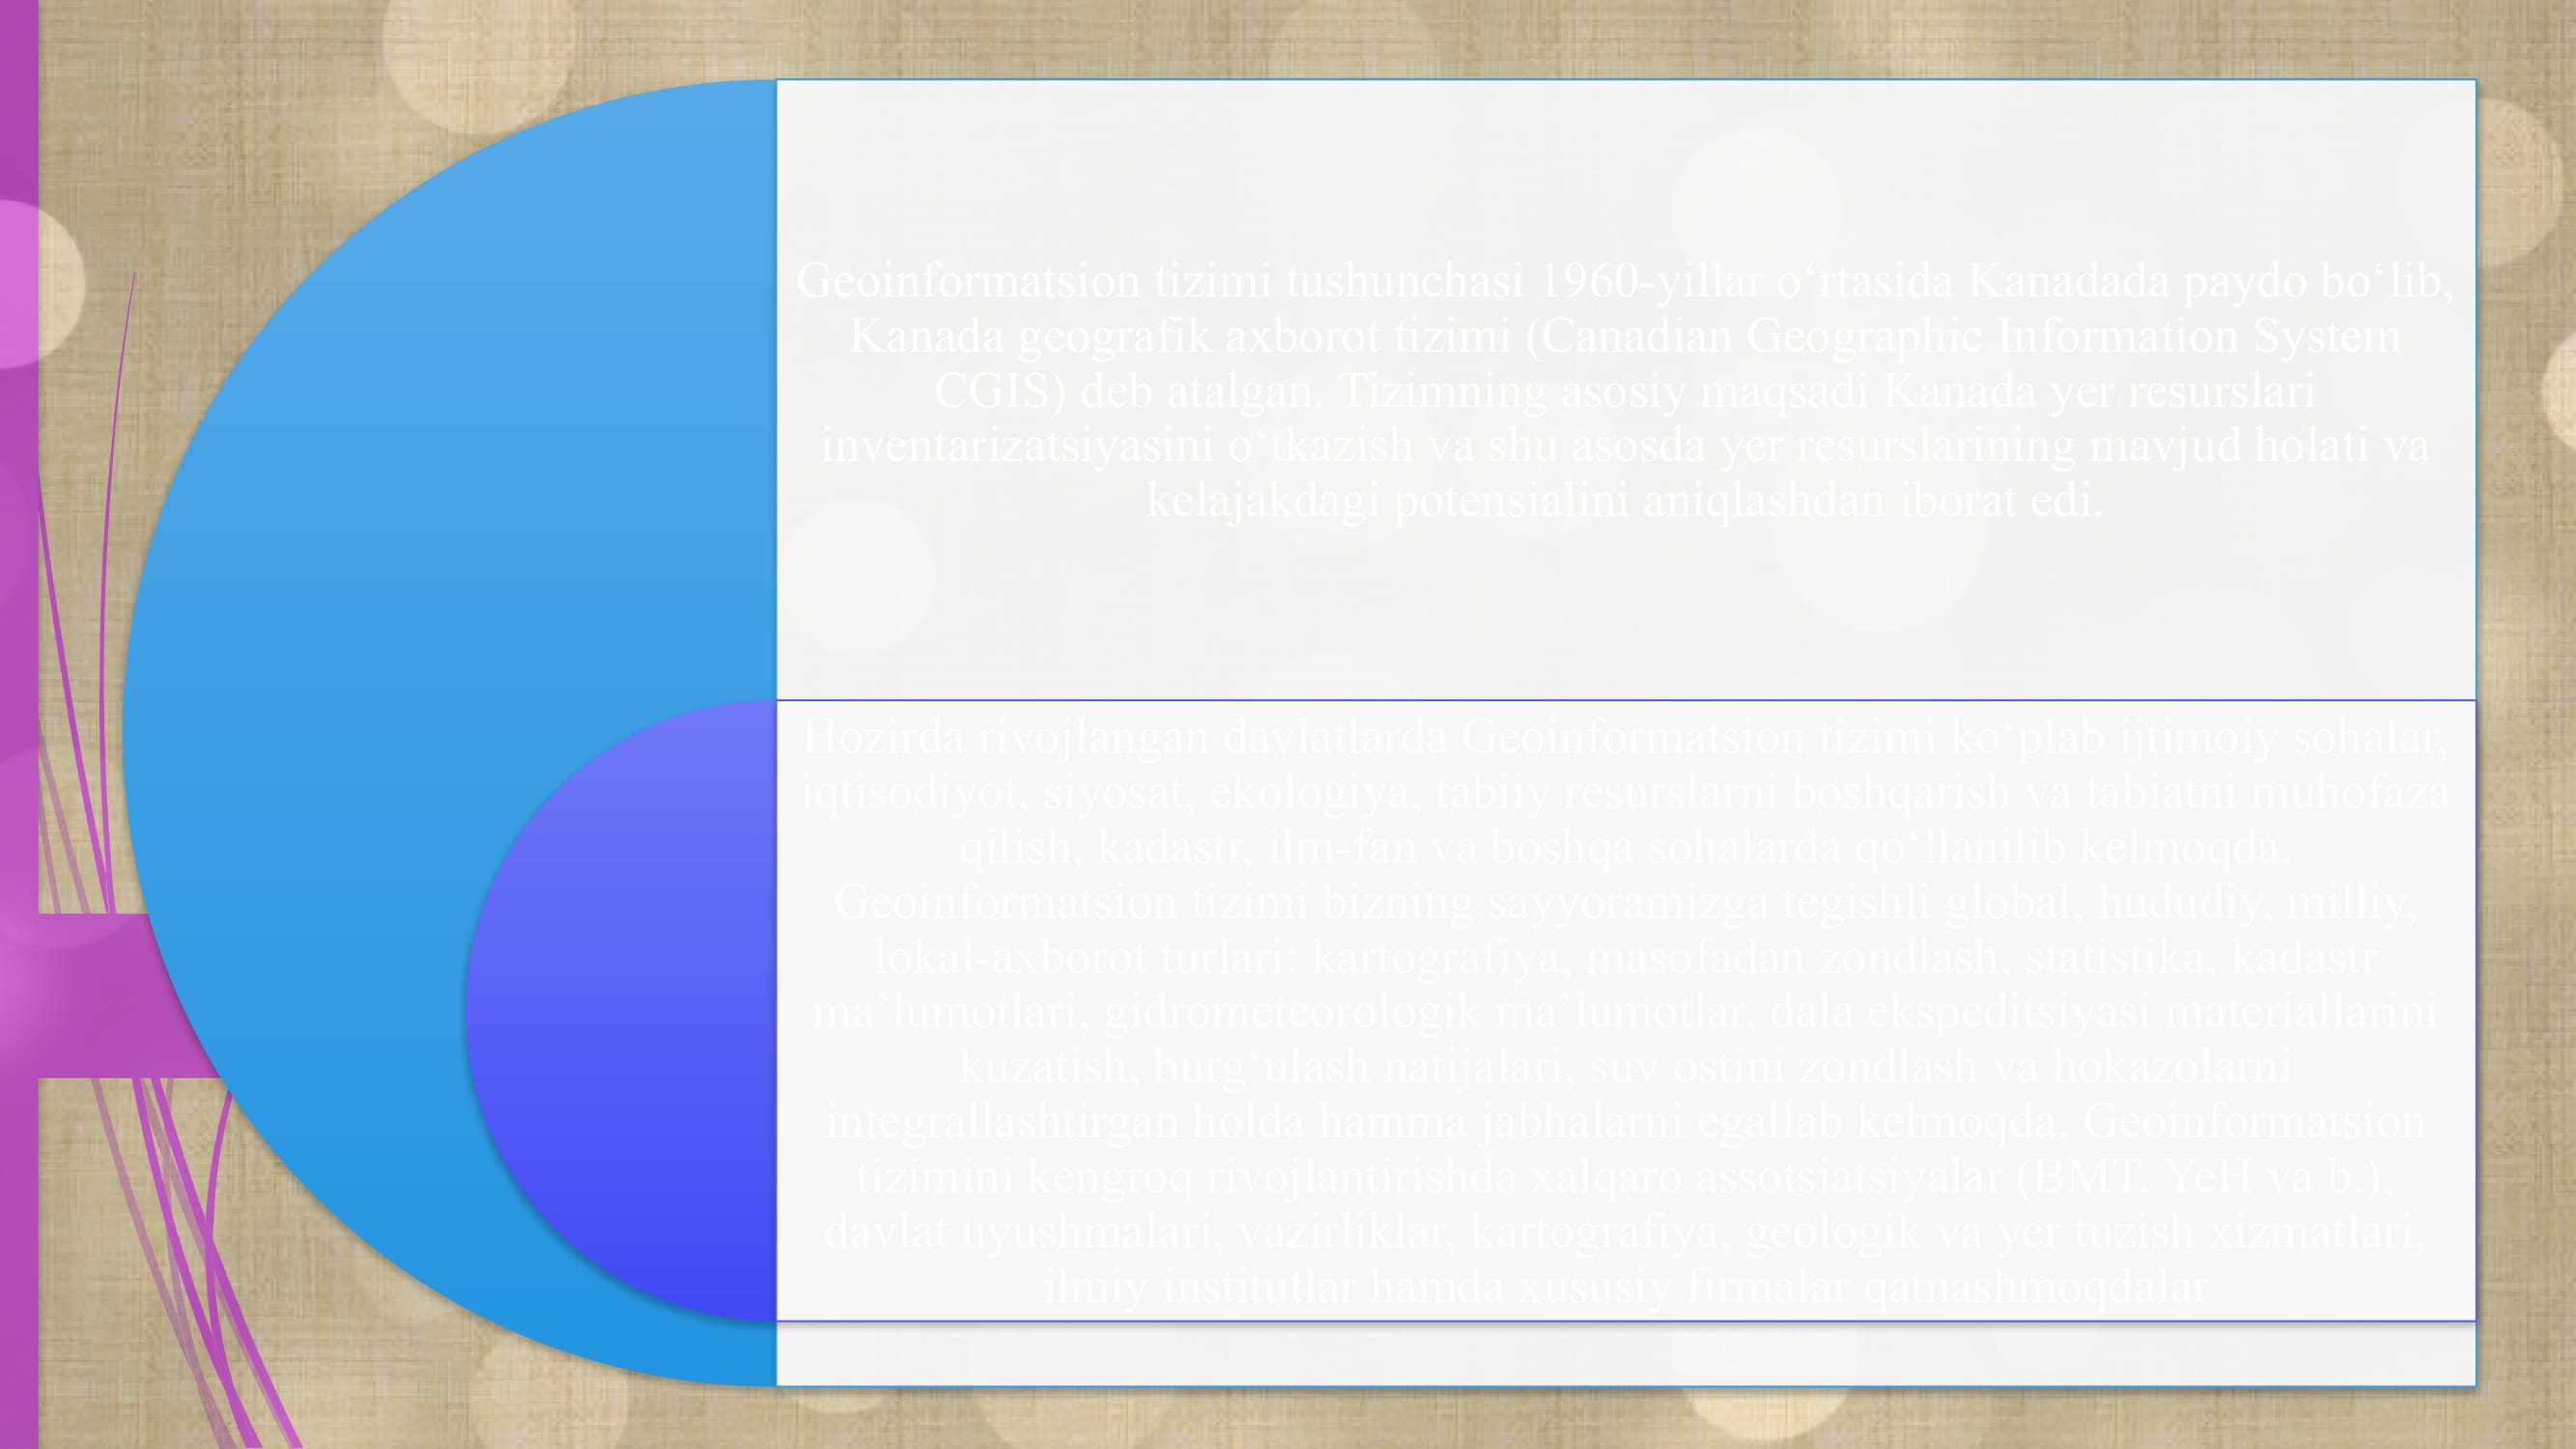 Geoinformatsion tizimi tushunchasi 1960-yillar o‘rtasida Kanadada paydo bo‘lib,
Kanada geografik axborot tizimi (Canadian Geographic Information System
CGIS) deb atalgan. Tizimning asosiy maqsadi Kanada yer resurslari
inventarizatsiyasini o‘tkazish va shu asosda yer resurslarining mavjud holati va
kelajakdagi potensialini aniqlashdan iborat edi.
Hozirda rivojlangan davlatlarda Geoinformatsion tizimi ko‘plab ijtimoiy sohalar,
iqtisodiyot, siyosat, ekologiya, tabiiy resurslarni boshqarish va tabiatni muhofaza
qilish, kadastr, ilm-fan va boshqa sohalarda qo‘llanilib kelmoqda.
Geoinformatsion tizimi bizning sayyoramizga tegishli global, hududiy, milliy,
lokal-axborot turlari: kartografiya, masofadan zondlash, statistika, kadastr
ma’lumotlari, gidrometeorologik ma’lumotlar, dala ekspeditsiyasi materiallarini
kuzatish, burg‘ulash natijalari, suv ostini zondlash va hokazolarni
integrallashtirgan holda hamma jabhalarni egallab kelmoqda. Geoinformatsion
tizimini kengroq rivojlantirishda xalqaro assotsiatsiyalar (BMT, YeH va b.),
davlat uyushmalari, vazirliklar, kartografiya, geologik va yer tuzish xizmatlari,
ilmiy institutlar hamda xususiy firmalar qatnashmoqdalar